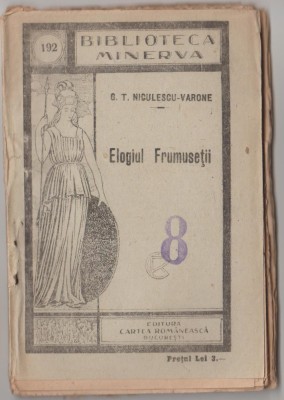 192
BIBLIOTECA
MINERVA
G. T. NICULESCU-VARONE
Elogiul Frumuseţii
8
EDITURA
CARTEA ROMÂNEASCĂ
BUCUREŞTI
Preţul Lei 3.—